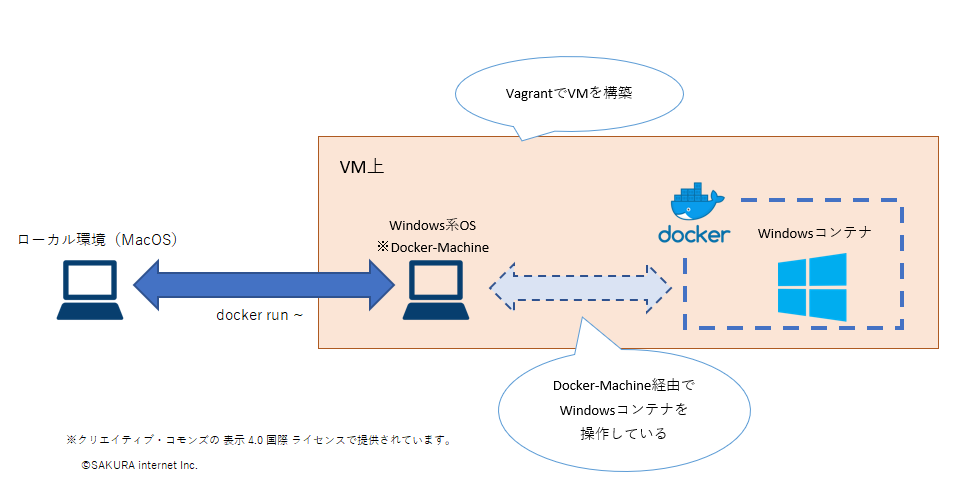 VagrantでVMを構築
VM上
Windows系OS
※Docker-Machine
docker
Windowsコンテナ
ローカル環境（MacOS）
docker run ~
Docker-Machine経由で
Windowsコンテナを
操作している
※クリエイティブ・コモンズの 表示 4.0 国際 ライセンスで提供されています。
©SAKURA internet Inc.